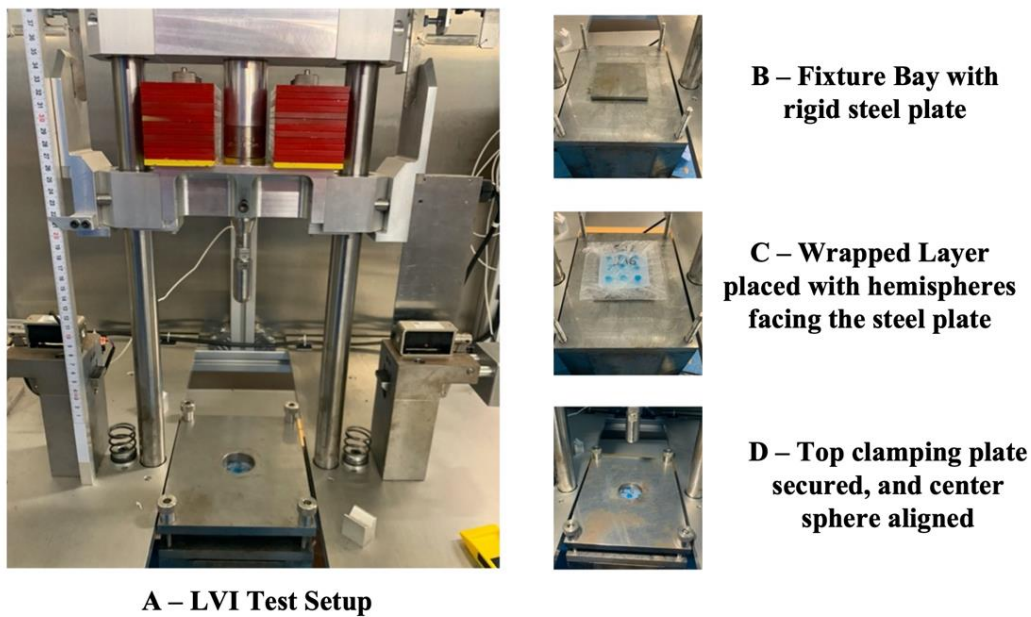 B – Fixture Bay with
rigid steel plate
C – Wrapped Layer
placed with hemispheres
facing the steel plate
D – Top clamping plate
secured, and center
sphere aligned
A – LVI Test Setup